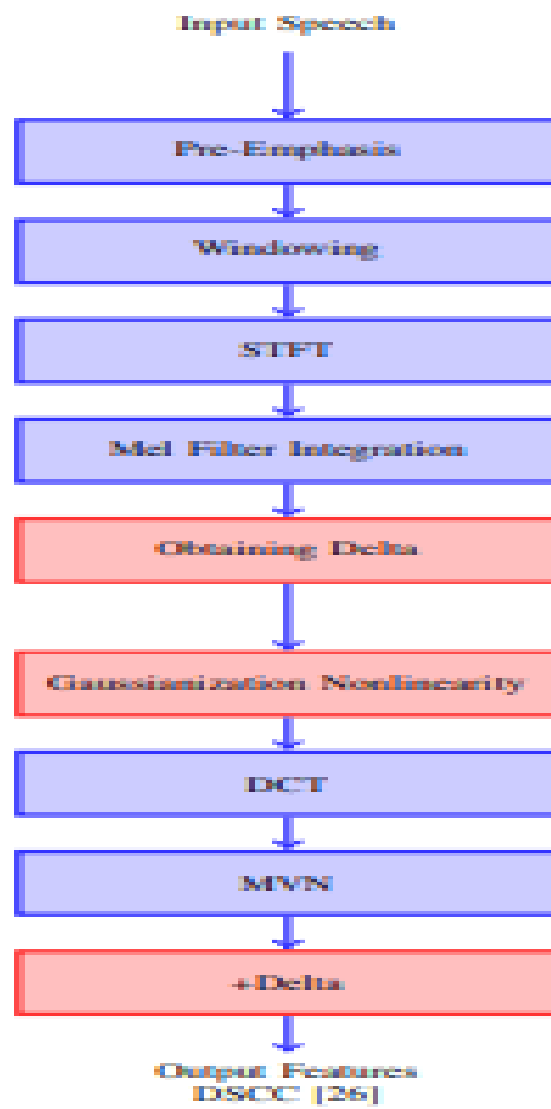 Input Speech
Pre-Emphasis
Windowing
STFT
Mel Filter Integration
Obtaining Delta
Gaussianization Nonlinearity
DCT
MVN
+Delta
Output Features
DSCC [26]